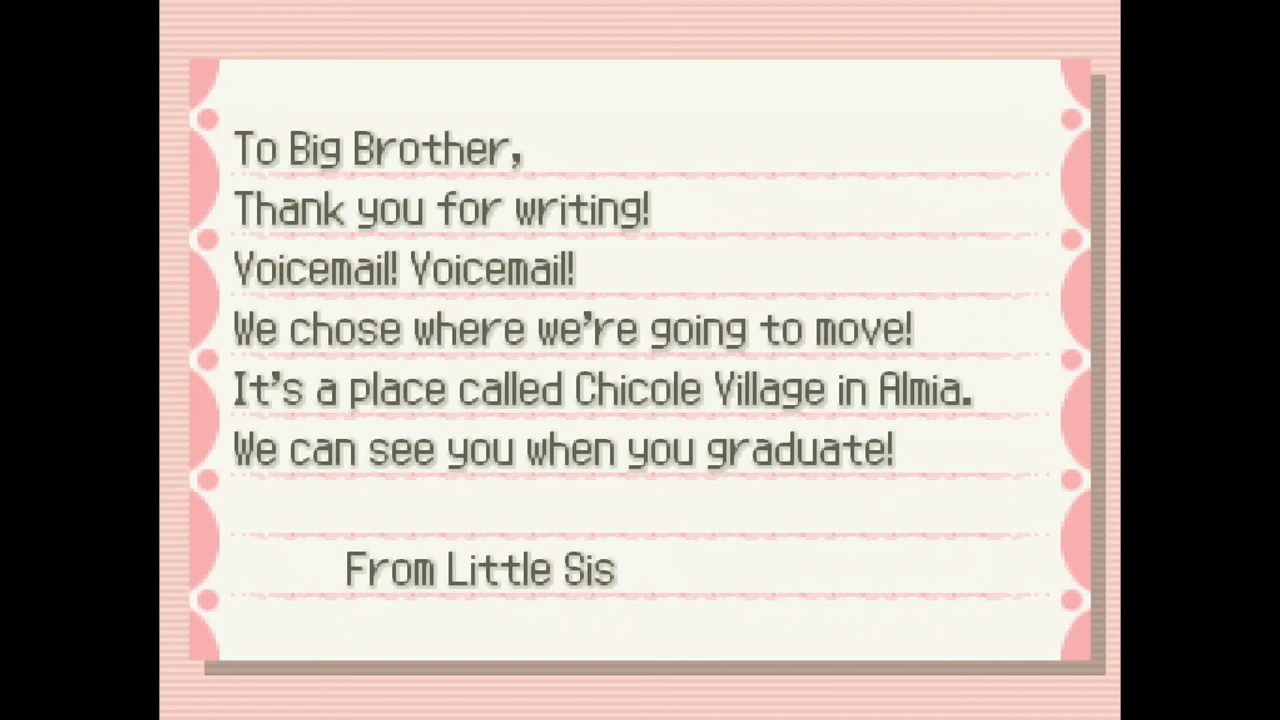 To Big Brother,
Thank you for writing!
Voicemail! Voicemail!
We chose where we're going to move!
It's a place called Chicole Village in Almia.
We can see you when you graduate!
From Little Sis